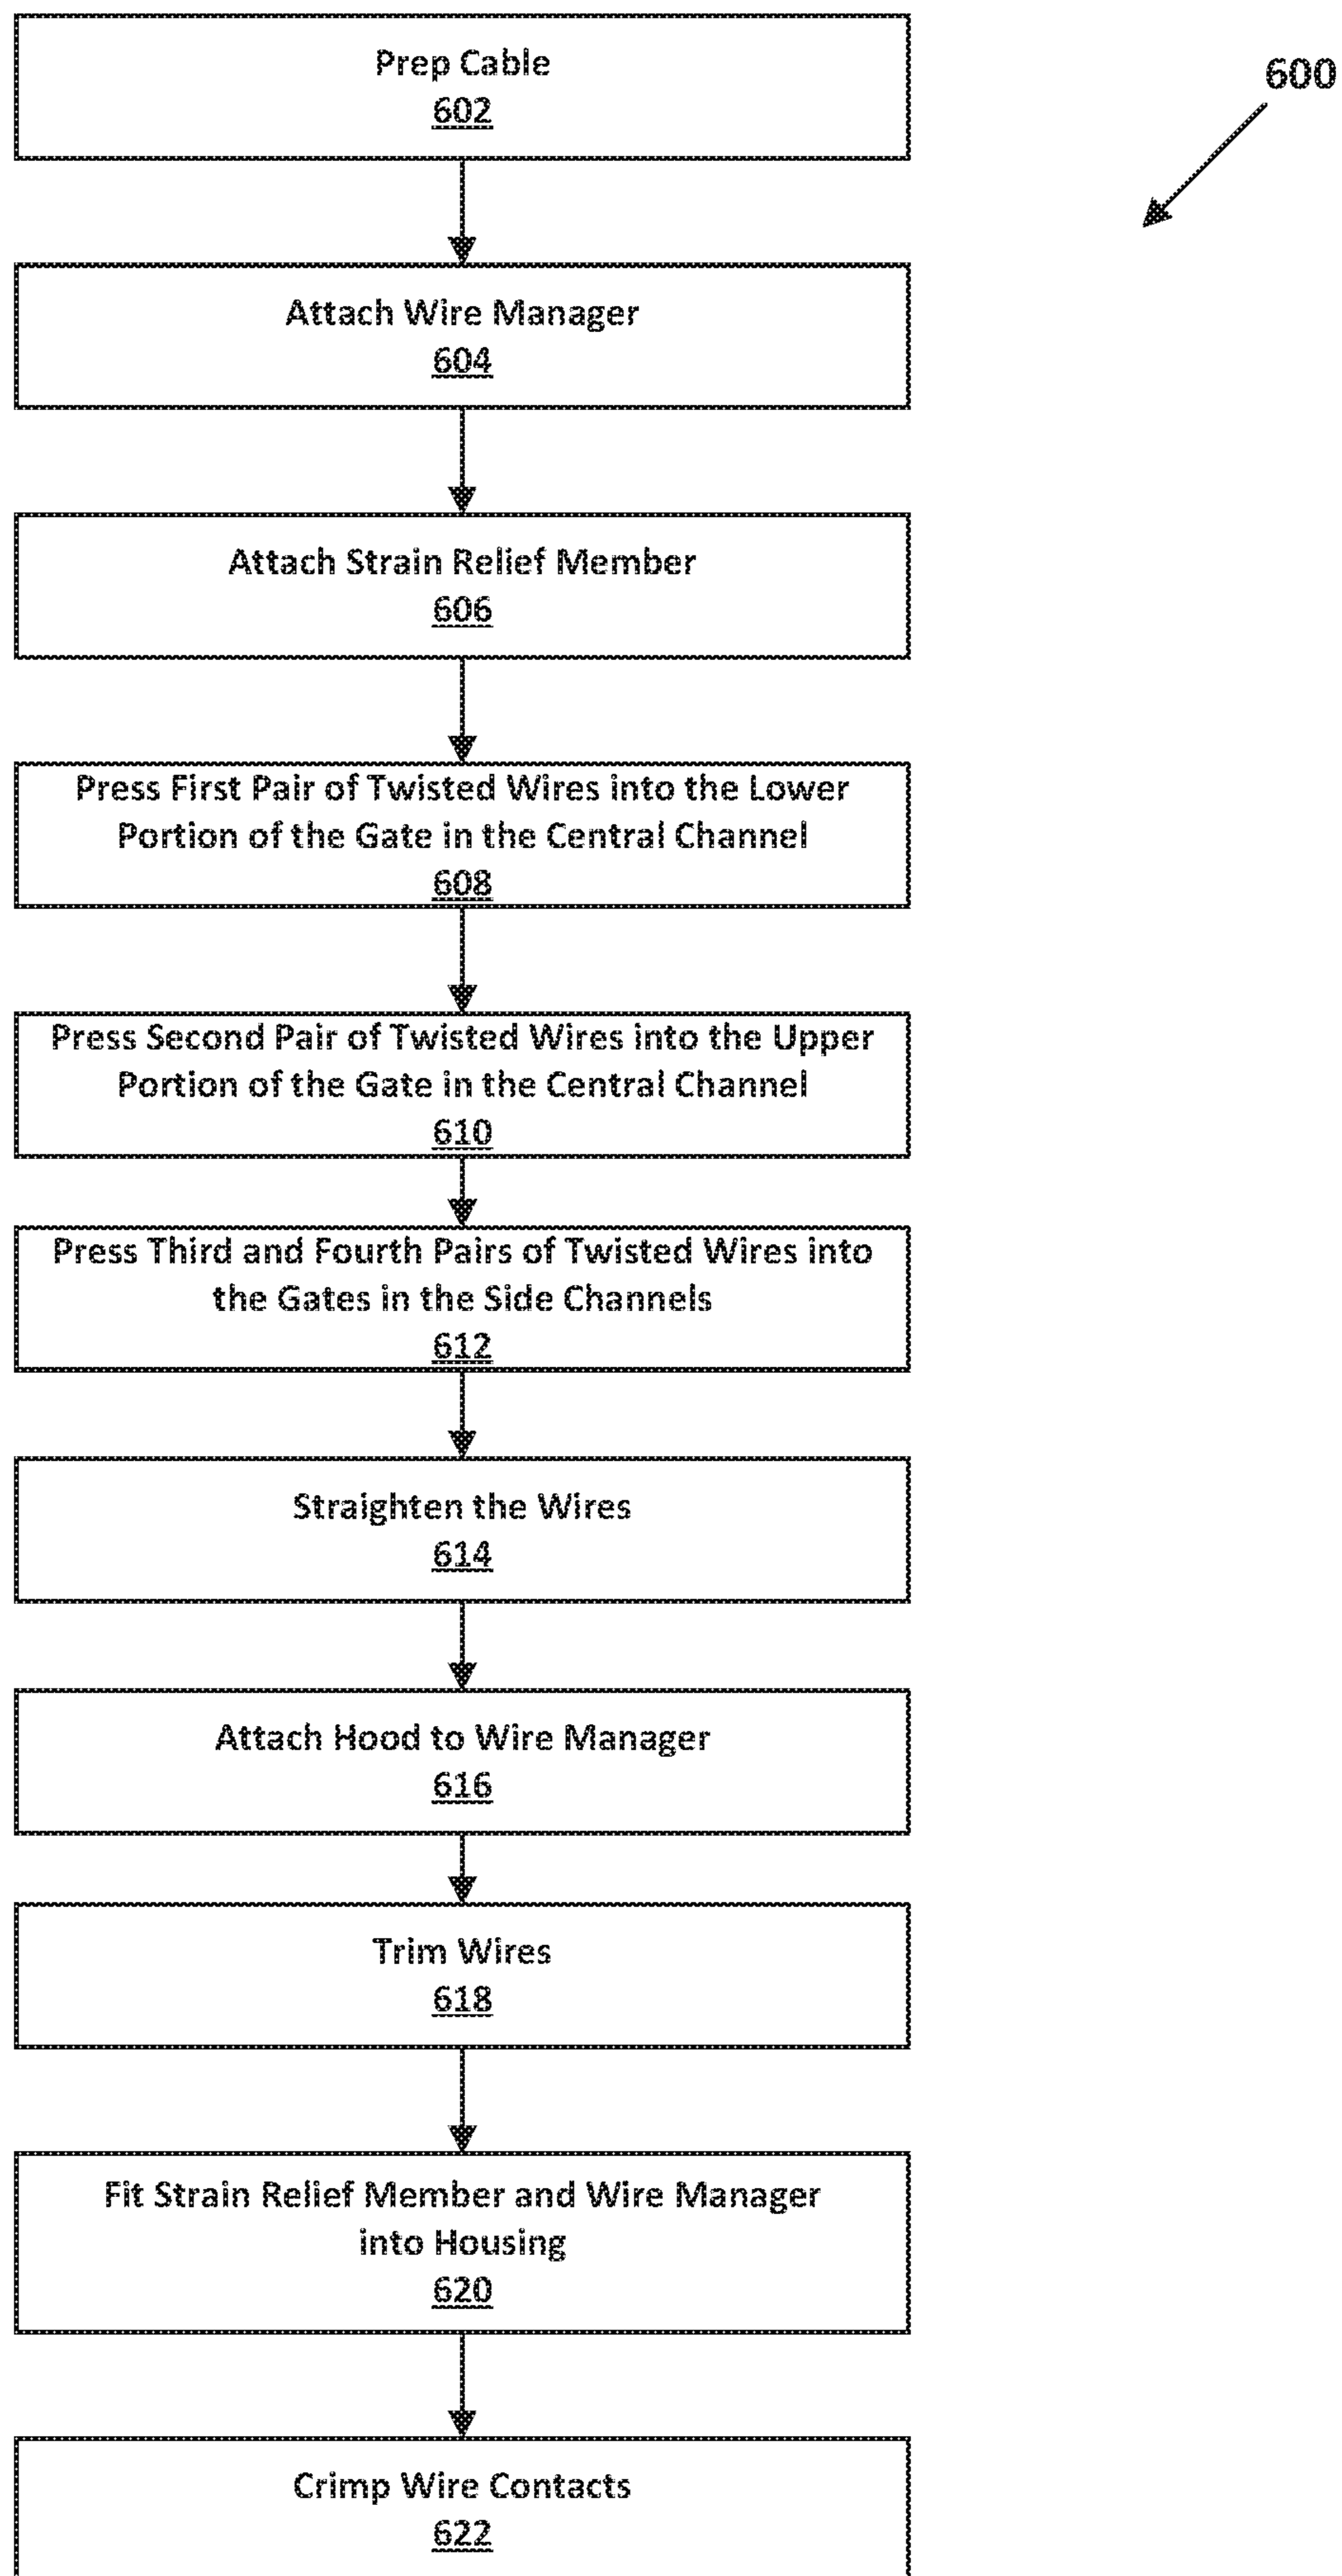 Prep Cable
602
600
Attach Wire Manager
604
Attach Strain Relief Member
606
Press First Pair of Twisted Wires into the Lower
Portion of the Gate in the Central Channel
608
Press Second Pair of Twisted Wires into the Upper
Portion of the Gate in the Central Channel
610
Press Third and Fourth Pairs of Twisted Wires into
the Gates in the Side Channels
612
Straighten the Wires
614
Attach Hood to Wire Manager
616
Trim Wires
618
Fit Strain Relief Member and Wire Manager
into Housing
620
Crimp Wire Contacts
622